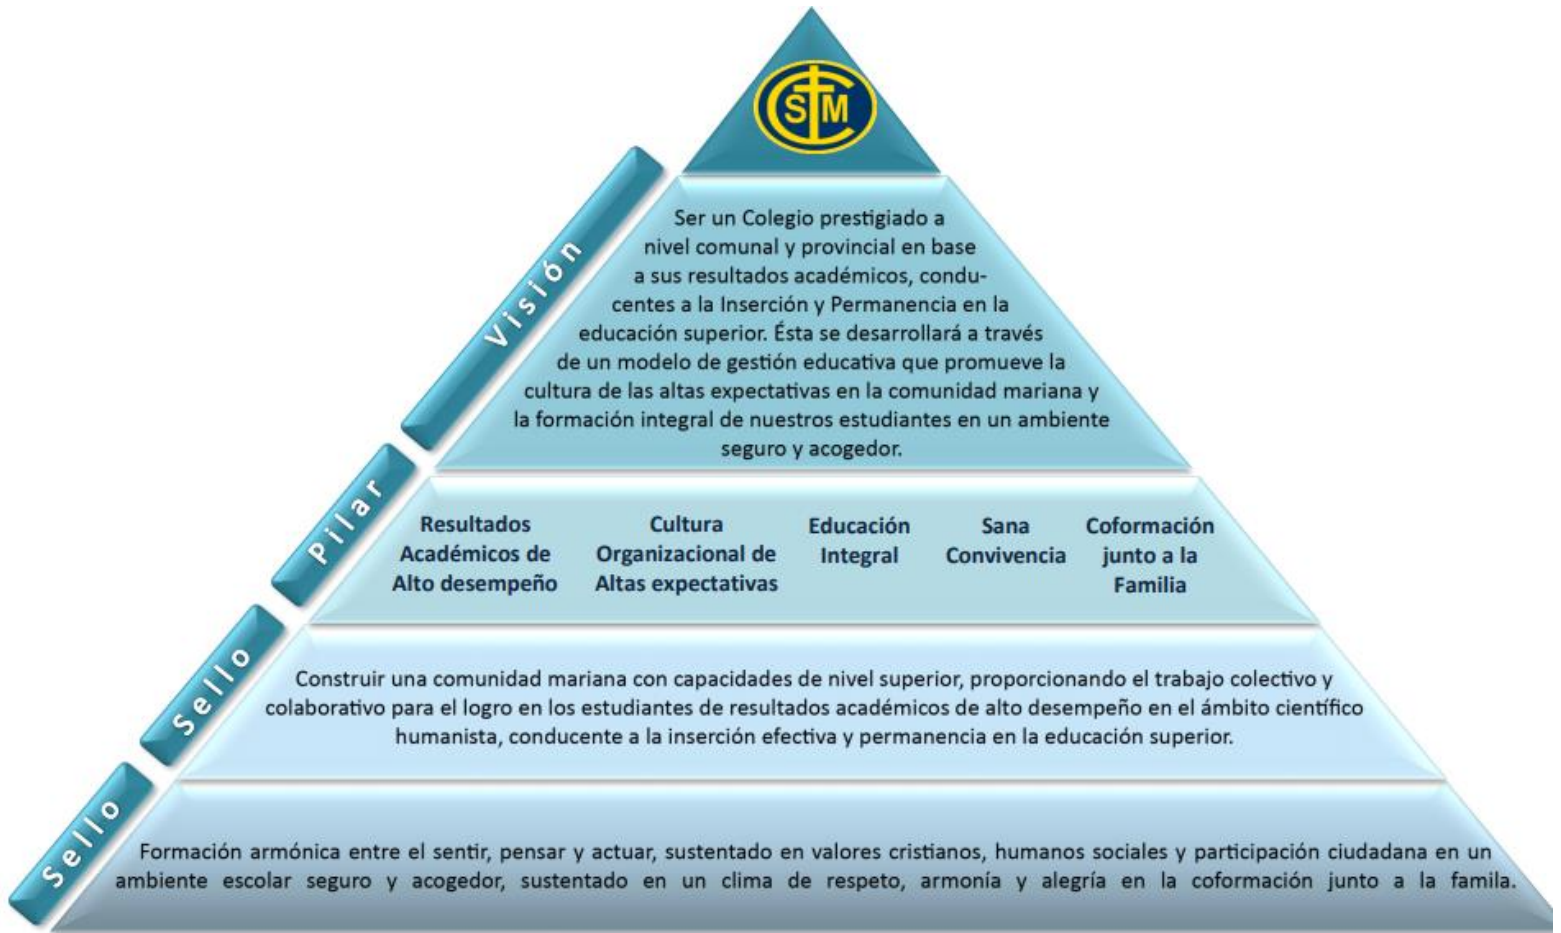 STM
Visión
Ser un Colegio prestigiado a
nivel comunal y provincial en base
a sus resultados académicos, condu-
centes a la Inserción y Permanencia en la
educación superior. Ésta se desarrollará a través
de un modelo de gestión educativa que promueve la
cultura de las altas expectativas en la comunidad mariana y
la formación integral de nuestros estudiantes en un ambiente
seguro y acogedor.
Pilar
Resultados
Académicos de
Alto desempeño
Cultura
Organizacional de
Altas expectativas
Educación
Integral
Sana
Convivencia
Coformación
junto a la
Familia
Sello
Construir una comunidad mariana con capacidades de nivel superior, proporcionando el trabajo colectivo y
colaborativo para el logro en los estudiantes de resultados académicos de alto desempeño en el ámbito científico
humanista, conducente a la inserción efectiva y permanencia en la educación superior.
Sello
Formación armónica entre el sentir, pensar y actuar, sustentado en valores cristianos, humanos sociales y participación ciudadana en un
ambiente escolar seguro y acogedor, sustentado en un clima de respeto, armonía y alegría en la coformación junto a la famila.